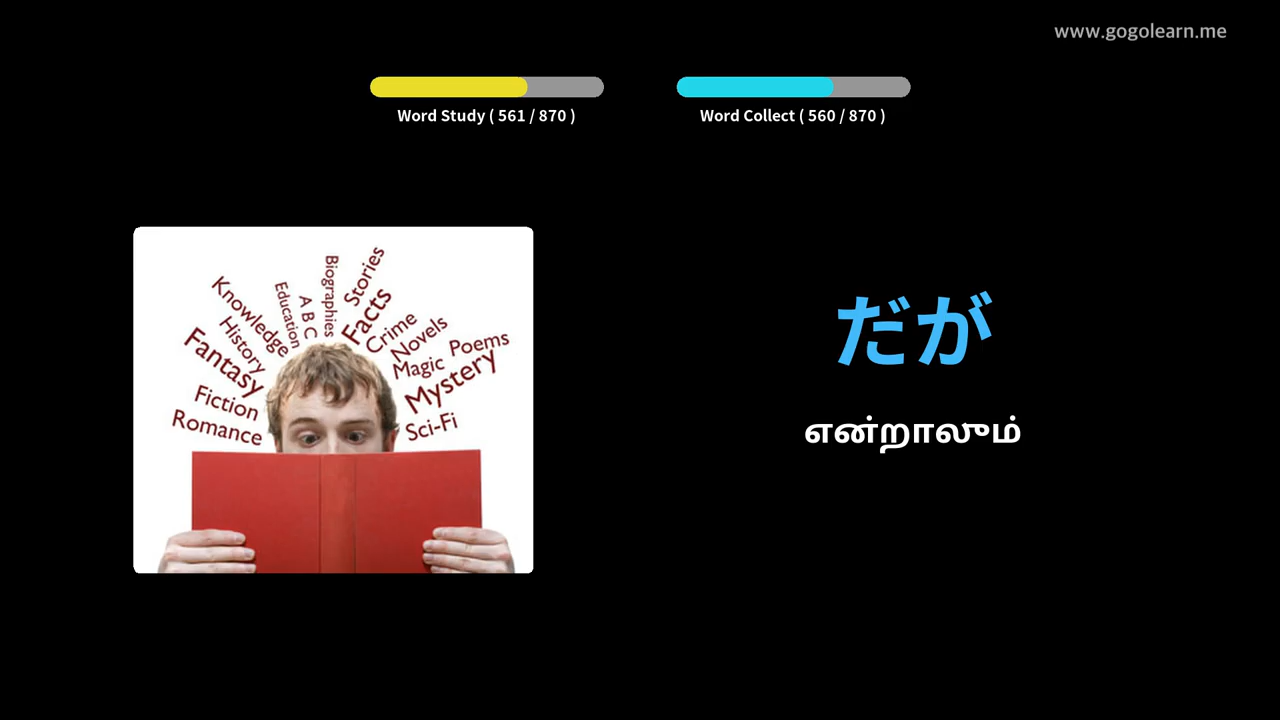 www.gogolearn.me
Word Study ( 561 / 870 )
Word Collect ( 560 / 870 )
Biographies
Stories
Education
A B C
Facts
Knowledge
Crime
History
Novels
Fantasy
Magic
Poems
Mystery
Fiction
Romance
Sci-Fi
だが
என்றாலும்